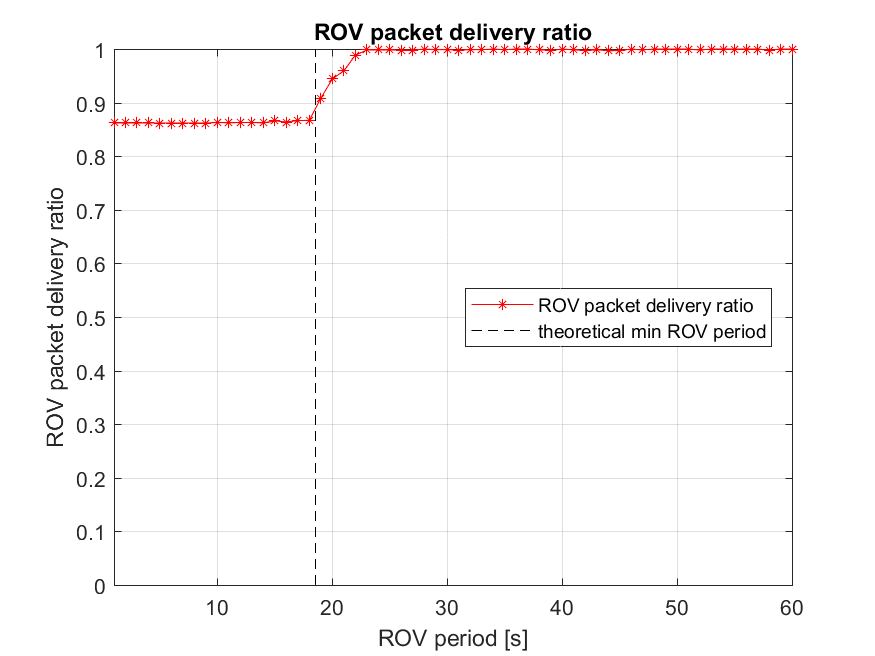 ROV packet delivery ratio
ROV packet delivery ratio
1
0.9
0.8
0.7
0.6
0.5
0.4
0.3
0.2
0.1
0
ROV packet delivery ratio
theoretical min ROV period
10 20 30 40 50 60
ROV period [s]